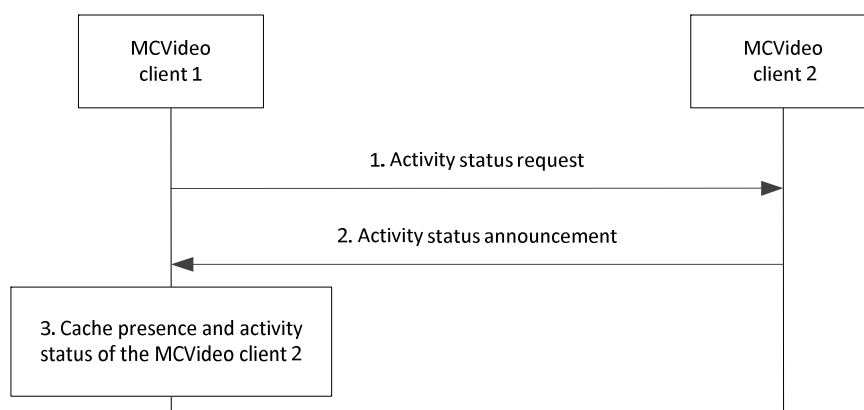 MCVideo
client 1
MCVideo
client 2
1. Activity status request
2. Activity status announcement
3. Cache presence and activity
status of the MCVideo client 2